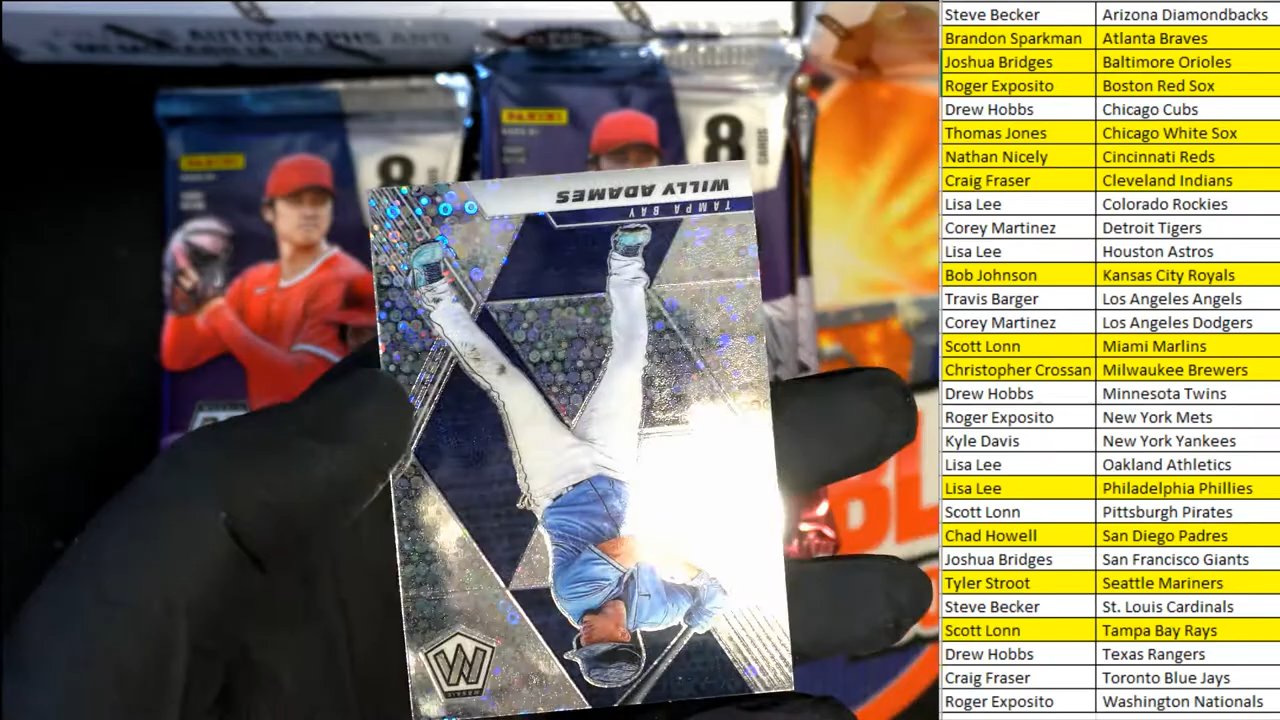 PANINI
8
CARDS
PANINI
8
WILLY ADAMES
TAMPA BAY
MOSAIC
Steve Becker Arizona Diamondbacks
Brandon Sparkman Atlanta Braves
Joshua Bridges Baltimore Orioles
Roger Exposito Boston Red Sox
Drew Hobbs Chicago Cubs
Thomas Jones Chicago White Sox
Nathan Nicely Cincinnati Reds
Craig Fraser Cleveland Indians
Lisa Lee Colorado Rockies
Corey Martinez Detroit Tigers
Lisa Lee Houston Astros
Bob Johnson Kansas City Royals
Travis Barger Los Angeles Angels
Corey Martinez Los Angeles Dodgers
Scott Lonn Miami Marlins
Christopher Crossan Milwaukee Brewers
Drew Hobbs Minnesota Twins
Roger Exposito New York Mets
Kyle Davis New York Yankees
Lisa Lee Oakland Athletics
Lisa Lee Philadelphia Phillies
Scott Lonn Pittsburgh Pirates
Chad Howell San Diego Padres
Joshua Bridges San Francisco Giants
Tyler Stroot Seattle Mariners
Steve Becker St. Louis Cardinals
Scott Lonn Tampa Bay Rays
Drew Hobbs Texas Rangers
Craig Fraser Toronto Blue Jays
Roger Exposito Washington Nationals